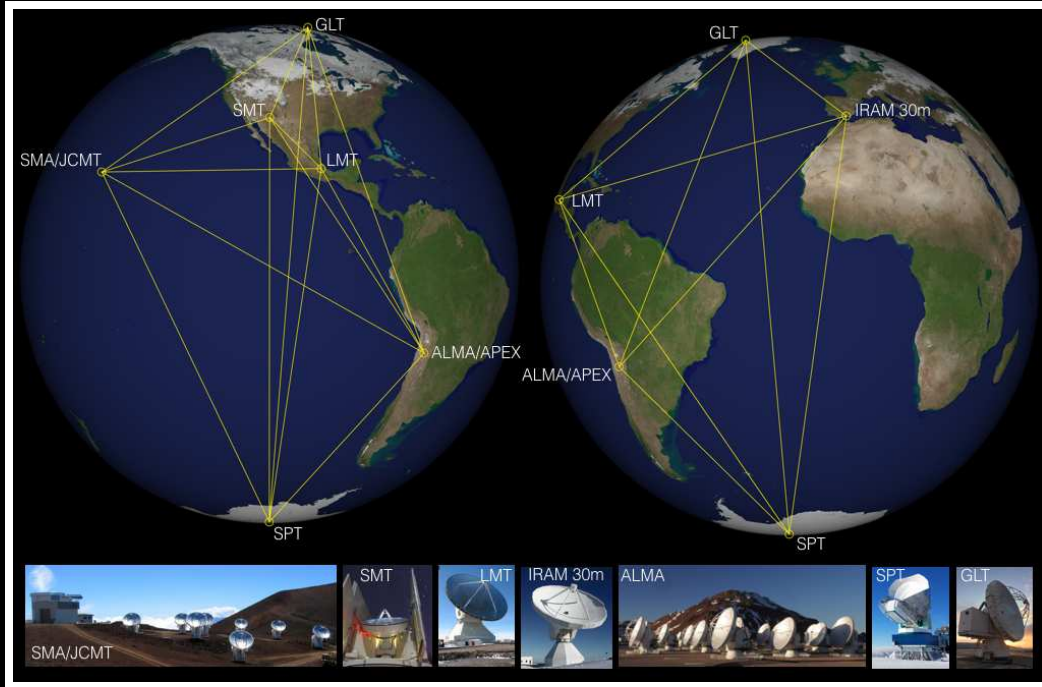 GLT
SMT
SMA/JCMT
LMT
ALMA/APEX
SPT
GLT
IRAM 30m
LMT
ALMA/APEX
SPT
SMA/JCMT
SMT
LMT
IRAM 30m
ALMA
SPT
GLT